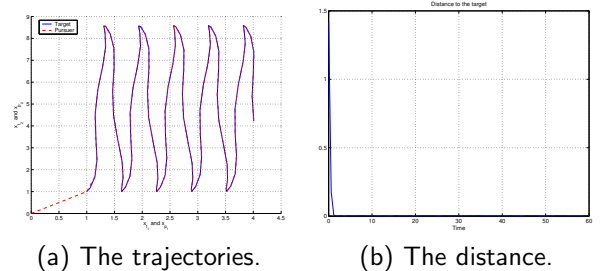 Target
Pursuer
9
8
7
6
5
4
3
2
1
0
0 0.5 1 1.5 2 2.5 3 3.5 4 4.5
Distance to the target
1.5
1
0.5
0
0 10 20 30 40 50 60
Time
(a) The trajectories.
(b) The distance.